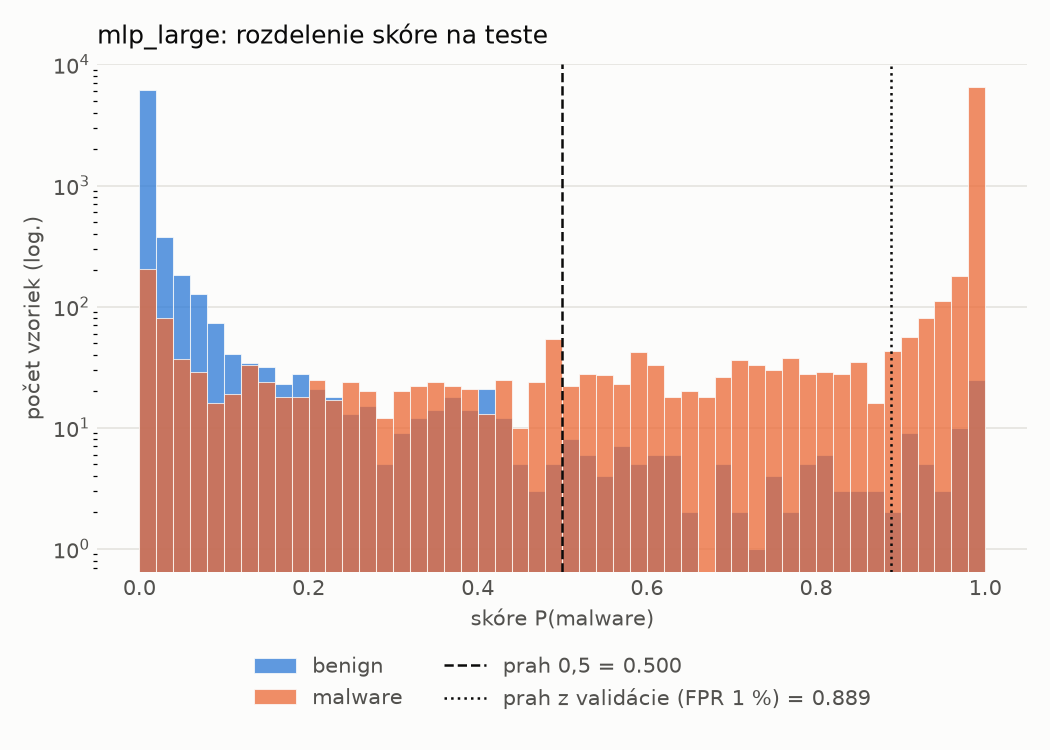 mlp_large: rozdelenie skóre na teste
počet vzoriek (log.)
10⁴
10³
10²
10¹
10⁰
0.0 0.2 0.4 0.6 0.8 1.0
skóre P(malware)
benign
malware
prah 0,5 = 0.500
prah z validácie (FPR 1 %) = 0.889